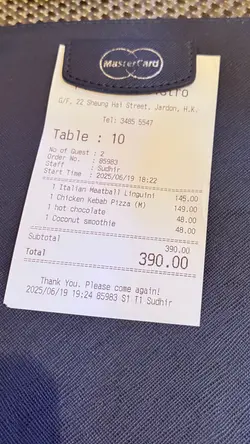 MasterCard
G/F, 22 Shaung Hai Street, Jardon, H.K.
Tel: 3485 5547
Table : 10
No of Guest : 2
Order No. : 85983
Staff : Sudhir
Start Time : 2025/06/19 18:22
1 Italian Meatball Linguini 145.00
1 Chicken Kebab Pizza (M) 149.00
1 hot chocolate 48.00
1 Coconut smoothie 48.00
Subtotal 390.00
Total 390.00
Thank You. Please come again!
2025/06/19 19:24 85983 S1 T1 Sudhir